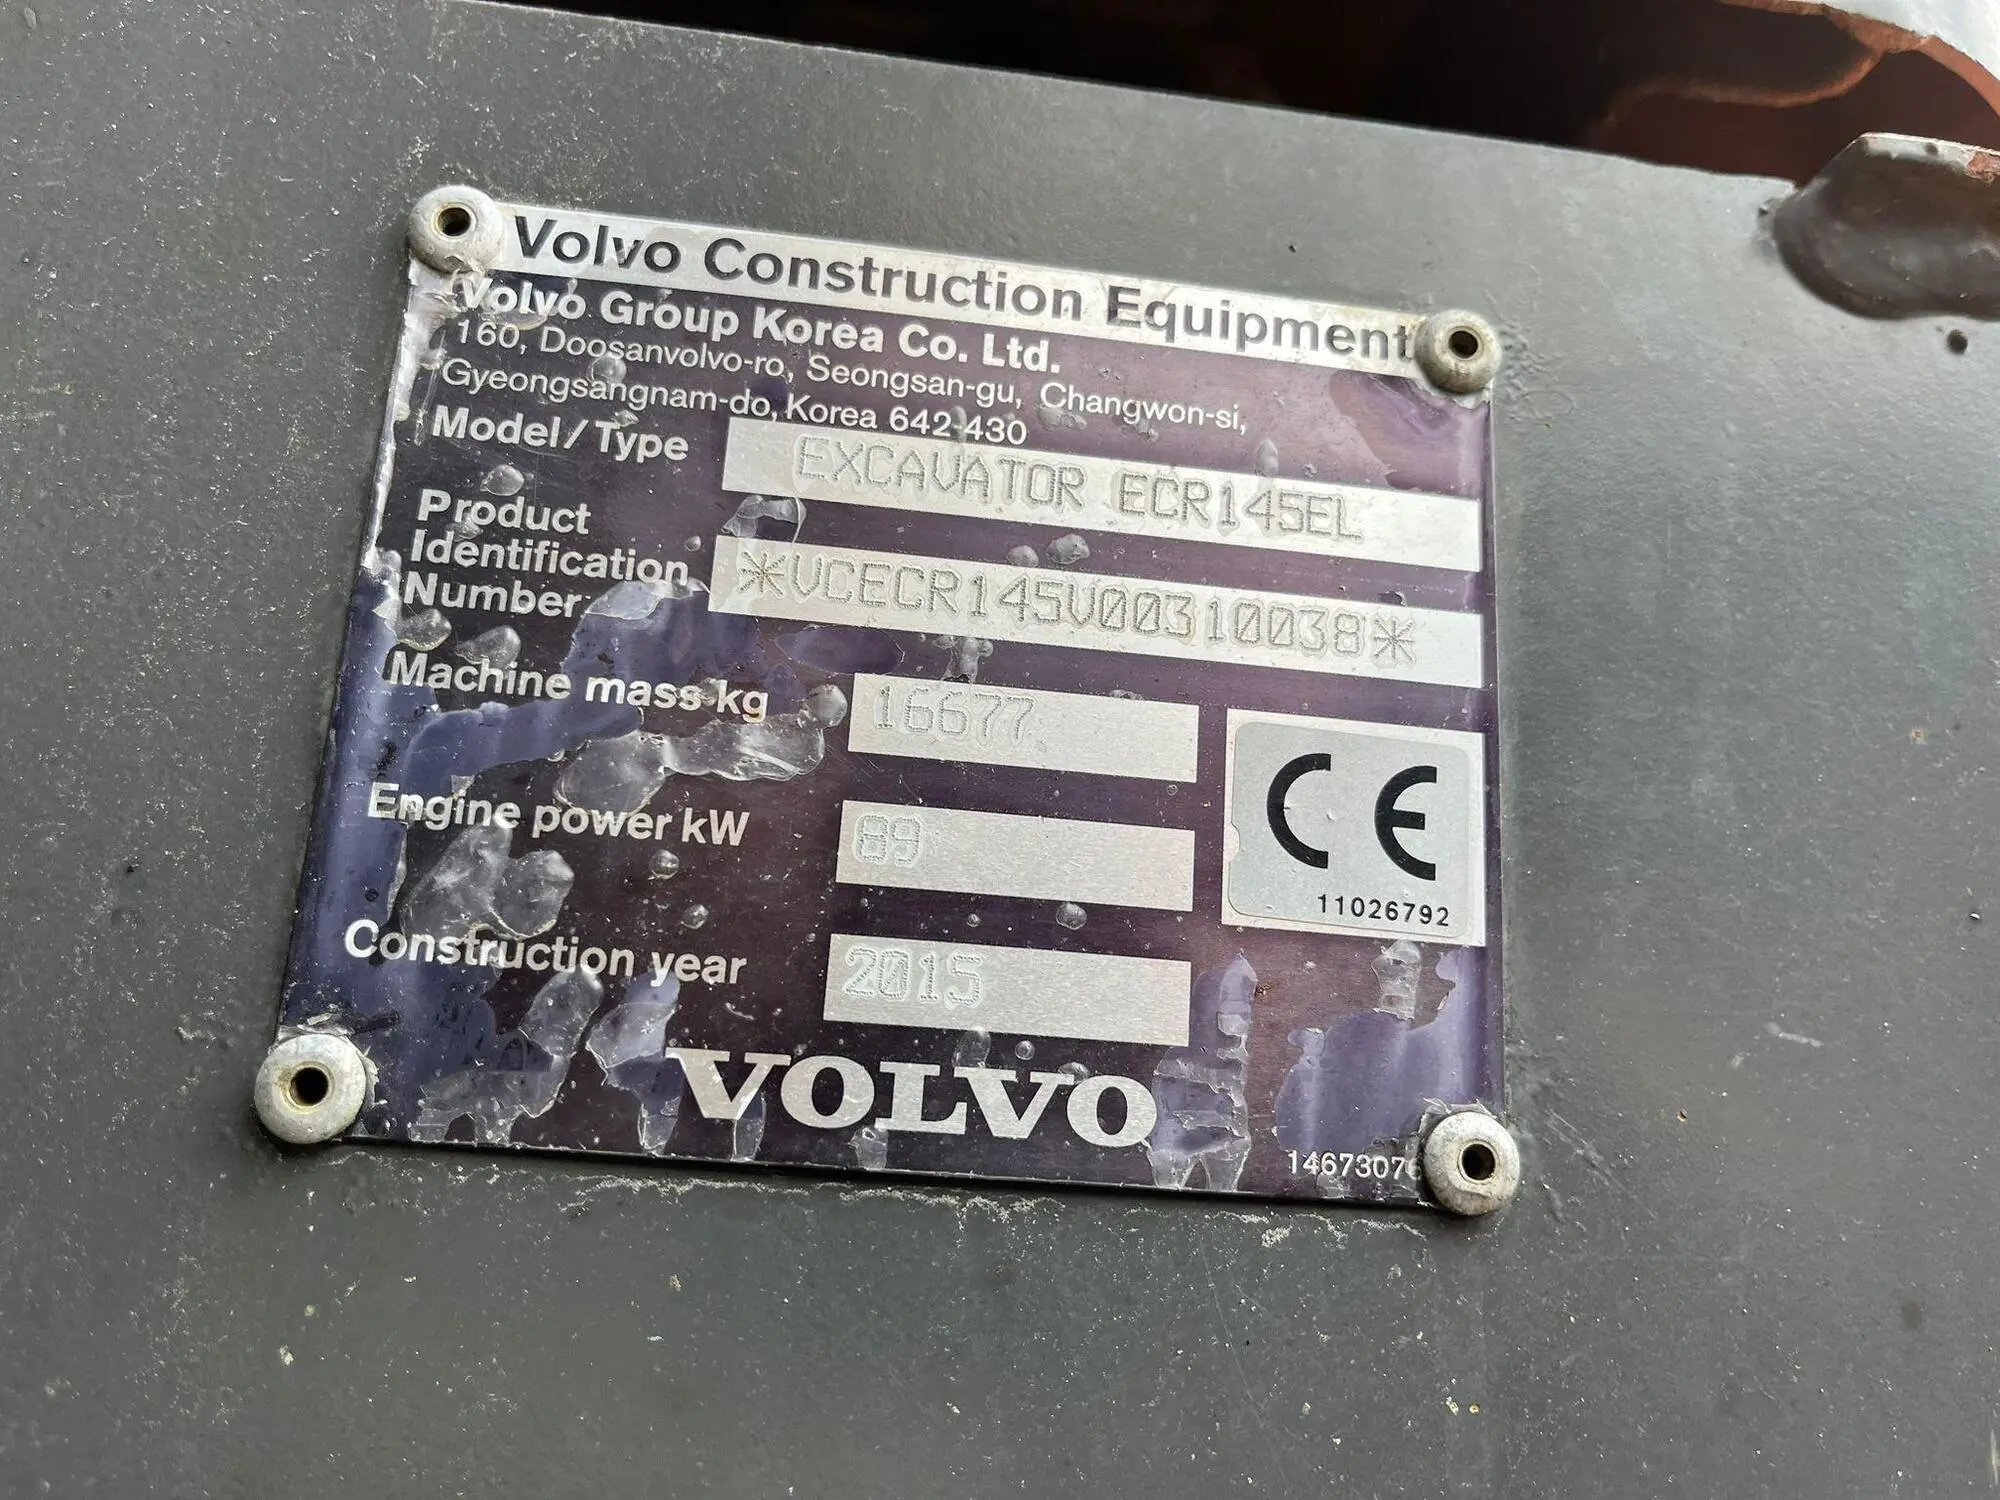 Volvo Construction Equipment
Volvo Group Korea Co. Ltd.
160, Doosanvolvo-ro, Seongsan-gu, Changwon-si,
Gyeongsangnam-do, Korea 642-430
Model/Type EXCAVATOR ECR145EL
Product
Identification
Number: *VCECR145V00310038*
Machine mass kg 16677
Engine power kW 89
CE
11026792
Construction year 2015
VOLVO
1467307